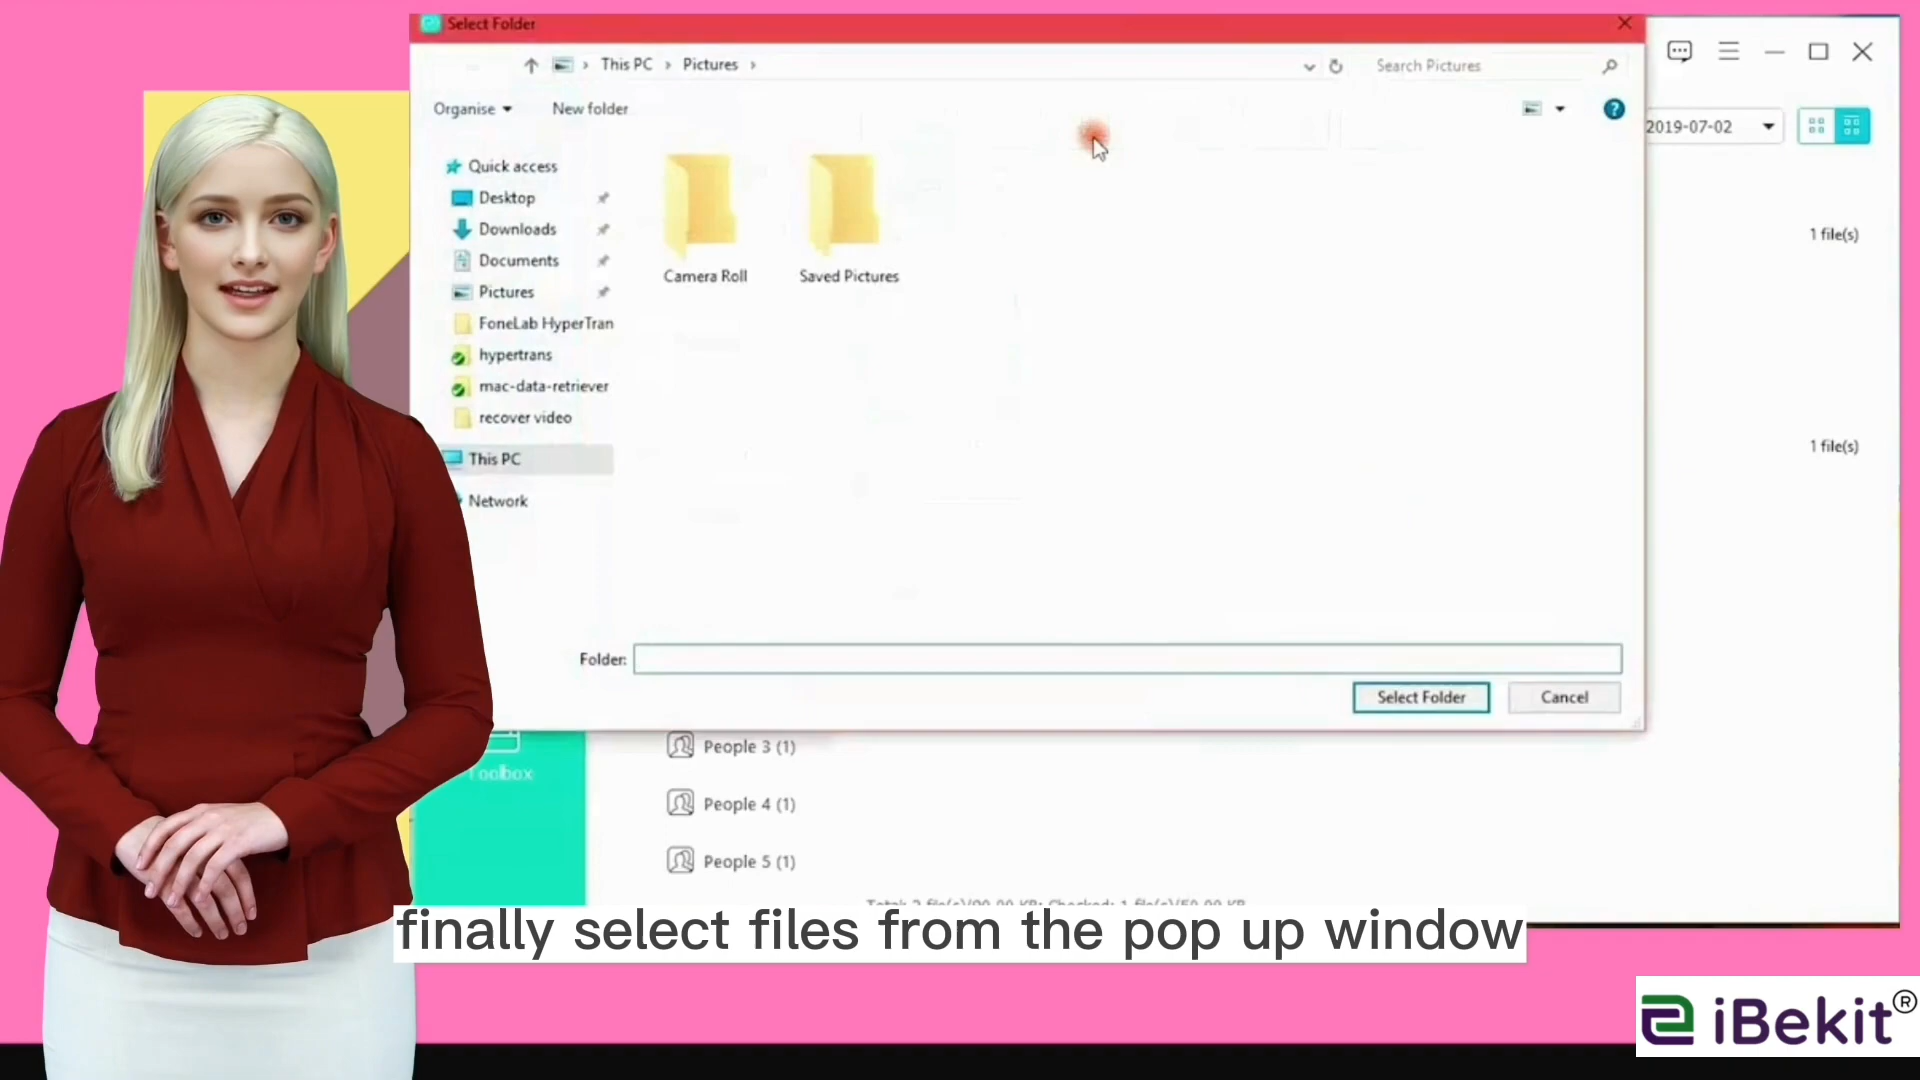 Select Folder
This PC
Pictures
Search Pictures
Organise
New folder
2019-07-02
Quick access
Desktop
Downloads
Documents
Pictures
FoneLab HyperTran
hypertrans
mac-data-retriever
recover video
This PC
Network
Camera Roll
Saved Pictures
1 file(s)
1 file(s)
Folder:
Select Folder
Cancel
Toolbox
People 3 (1)
People 4 (1)
People 5 (1)
finally select files from the pop up window
iBekit®